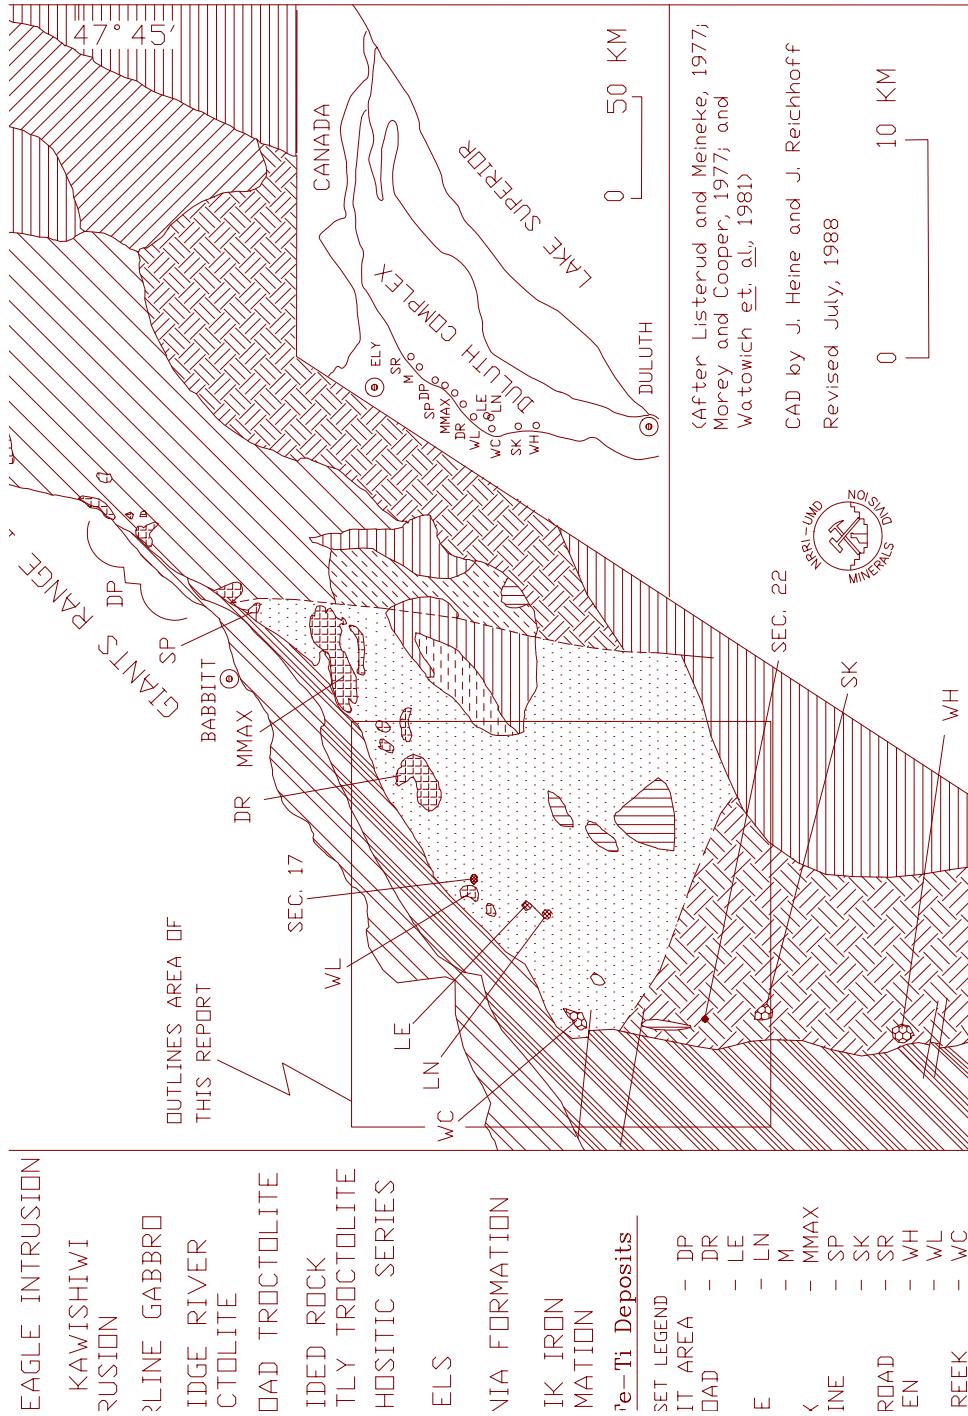 47°45'
CANADA
ELY
SR
M
DP
SP
MMAX
DR
WL
LE
LN
WC
SK
WH
DULUTH COMPLEX
LAKE SUPERIOR
DULUTH
0 50 KM
(After Listerud and Meineke, 1977;
Morey and Cooper, 1977; and
Watowich et. al., 1981)
CAD by J. Heine and J. Reichhoff
Revised July, 1988
0 10 KM
NRRI-UMD
MINERALS
DIVISION
GIANTS RANGE
DP
SP
BABBITT
MMAX
DR
SEC. 17
WL
LE
LN
WC
SEC. 22
SK
WH
OUTLINES AREA OF
THIS REPORT
EAGLE INTRUSION
KAWISHIWI
RUSION
RLINE GABBRO
IDGE RIVER
CTOLITE
OAD TROCTOLITE
IDED ROCK
TLY TROCTOLITE
HOSITIC SERIES
ELS
NIA FORMATION
IK IRON
MATION
Fe-Ti Deposits
SET LEGEND
IT AREA - DP
OAD - DR
- LE
E - LN
- M
X - MMAX
INE - SP
- SK
ROAD - SR
EN - WH
- WL
REEK - WC